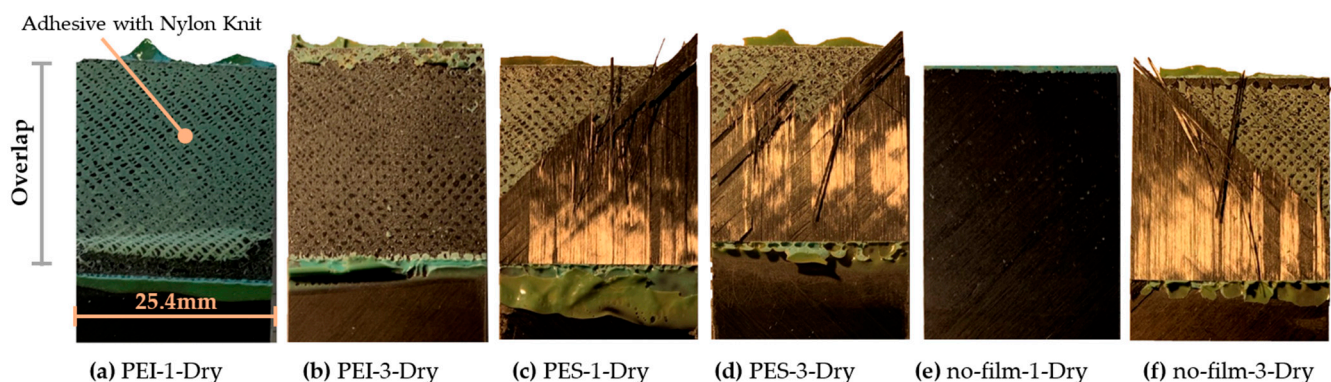 Adhesive with Nylon Knit
Overlap
25.4mm
(a) PEI-1-Dry
(b) PEI-3-Dry
(c) PES-1-Dry
(d) PES-3-Dry
(e) no-film-1-Dry
(f) no-film-3-Dry